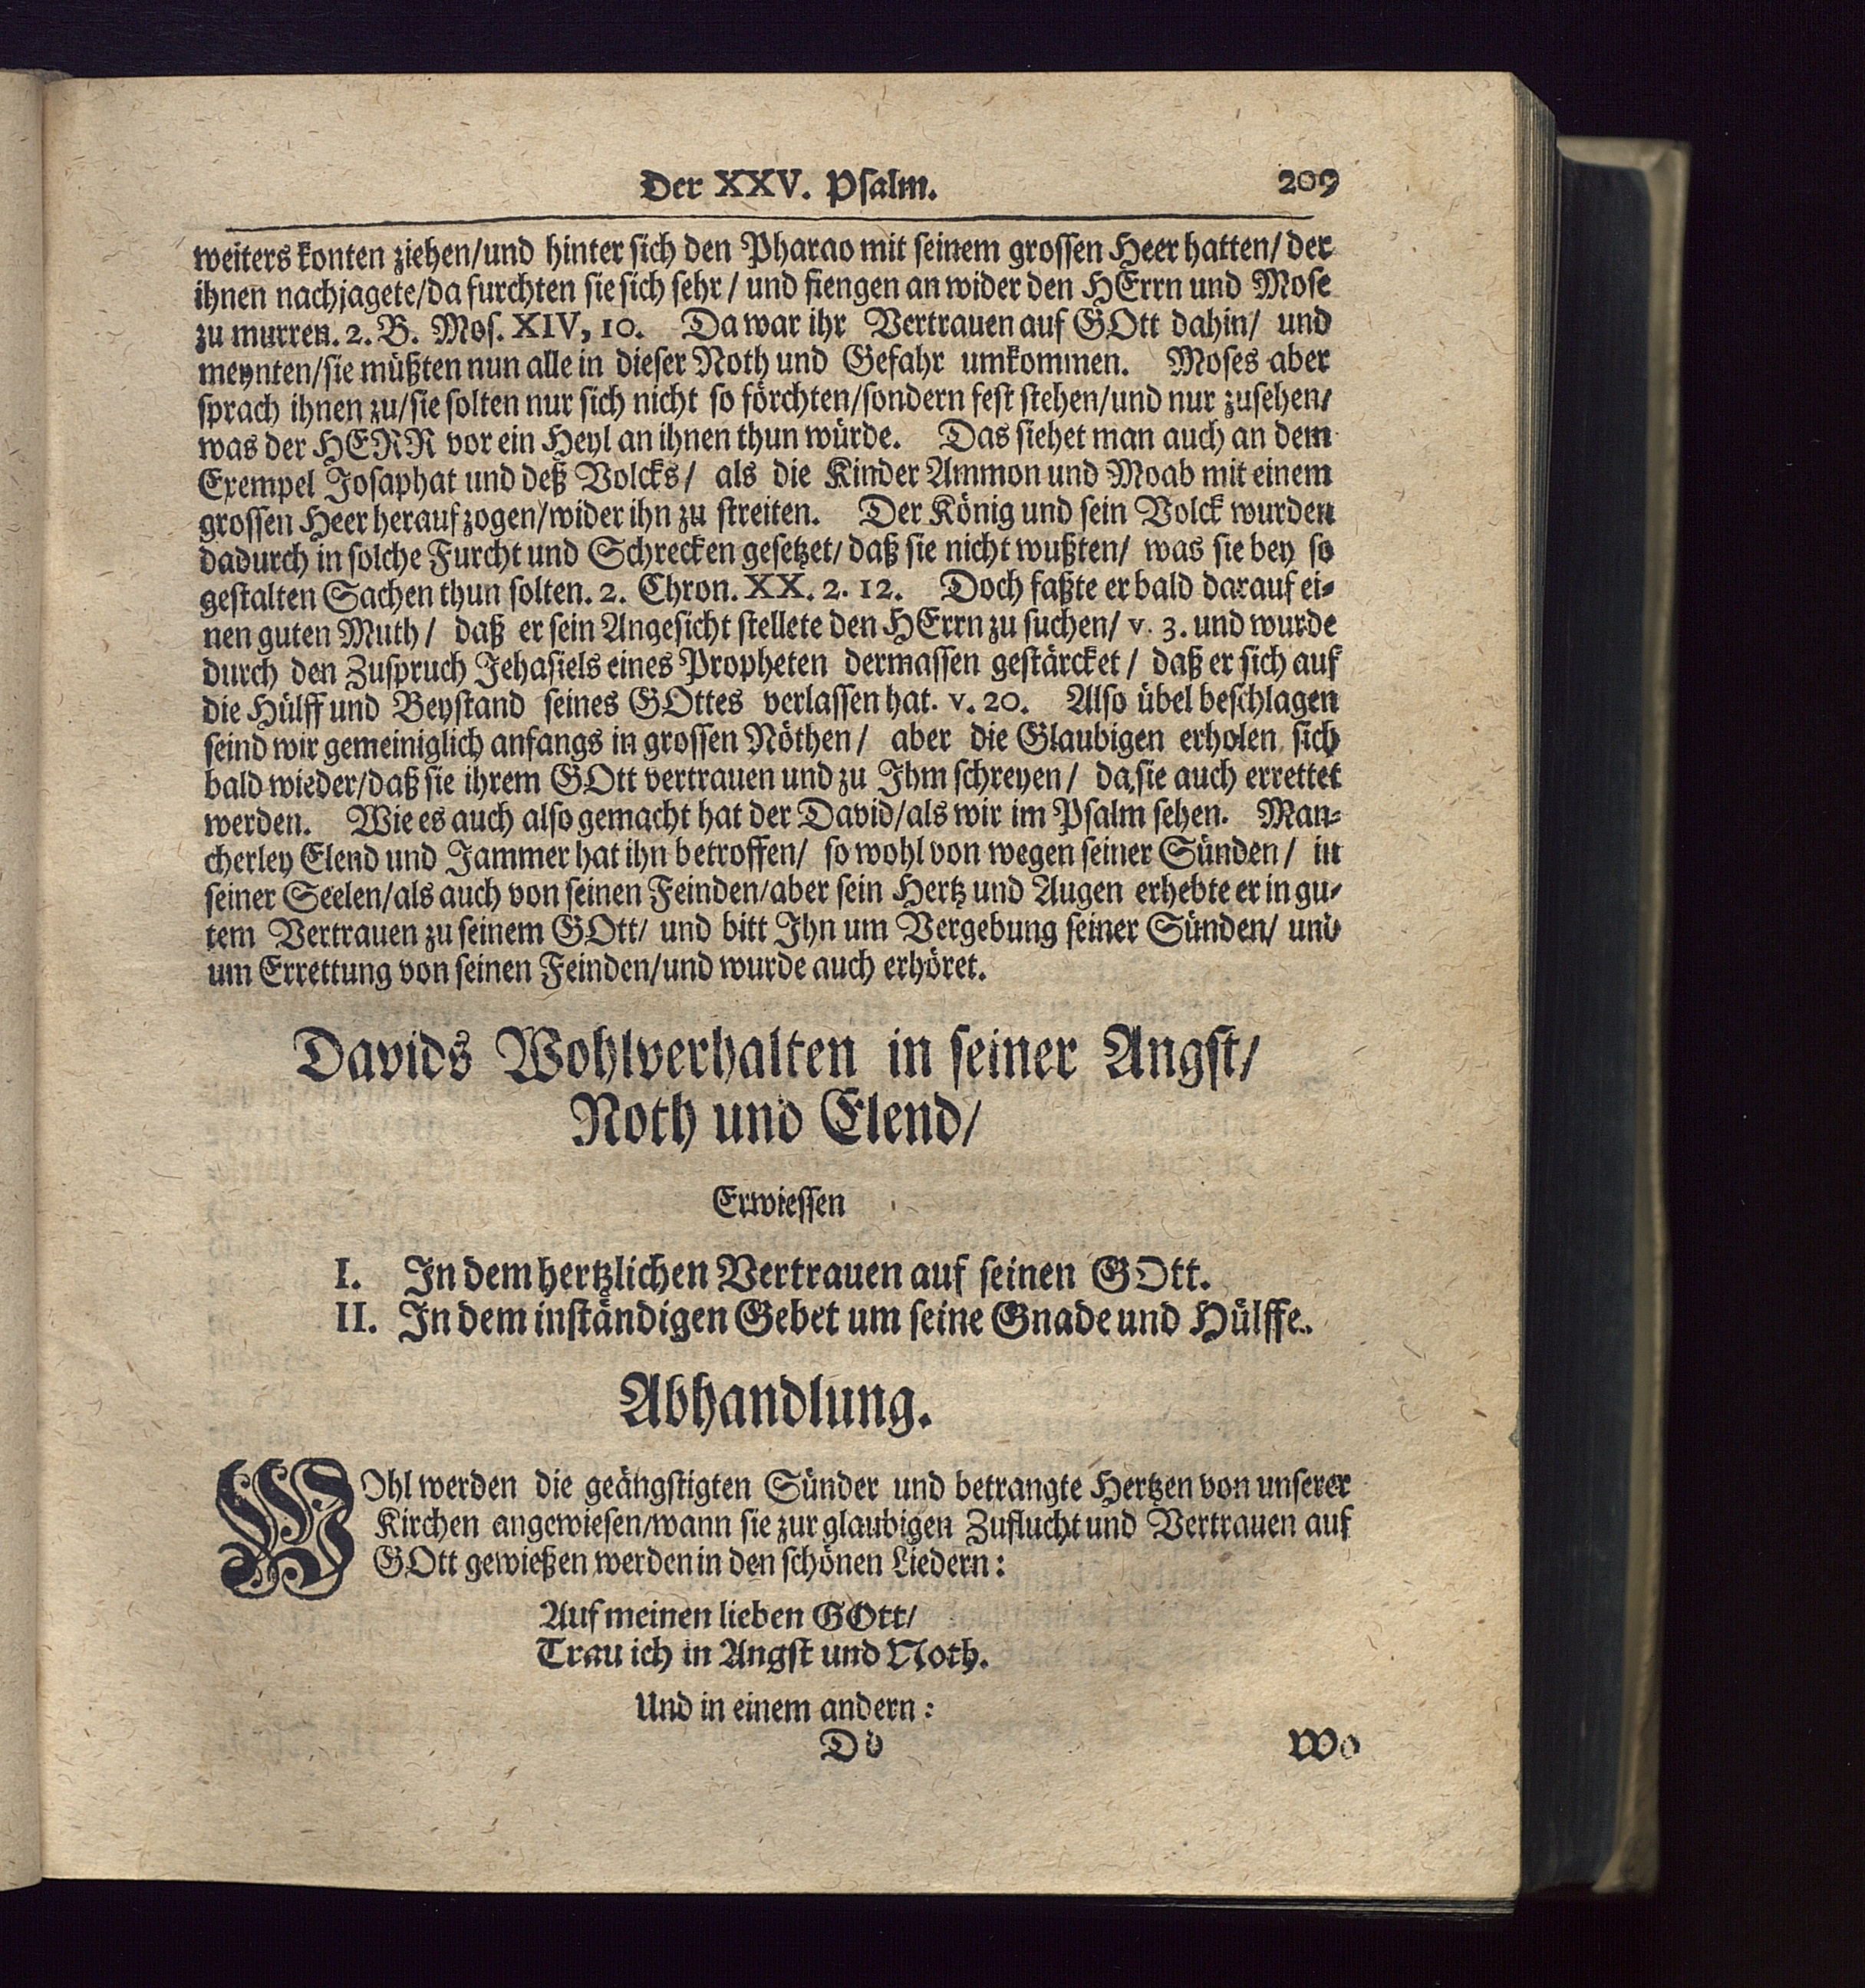 Der XXV. Psalm. 209
weiters konten ziehen/und hinter sich den Pharao mit seinem grossen Heer hatten/ der
ihnen nachjagete/da furchten sie sich sehr/ und fiengen an wider den HErrn und Mose
zu murren. 2. B. Mos. XIV, 10. Da war ihr Vertrauen auf GOtt dahin/ und
meynten/sie müßten nun alle in dieser Noth und Gefahr umkommen. Moses aber
sprach ihnen zu/sie solten nur sich nicht so förchten/sondern fest stehen/und nur zusehen/
was der HERR vor ein Heyl an ihnen thun würde. Das siehet man auch an dem
Exempel Josaphat und deß Volcks/ als die Kinder Ammon und Moab mit einem
grossen Heer herauf zogen/wider ihn zu streiten. Der König und sein Volck wurden
dadurch in solche Furcht und Schrecken gesetzet/ daß sie nicht wußten/ was sie bey so
gestalten Sachen thun solten. 2. Chron. XX. 2. 12. Doch faßte er bald darauf ei-
nen guten Muth/ daß er sein Angesicht stellete den HErrn zu suchen/ v. 3. und wurde
durch den Zuspruch Jehasiels eines Propheten dermassen gestärcket/ daß er sich auf
die Hülff und Beystand seines GOttes verlassen hat. v. 20. Also übel beschlagen
seind wir gemeiniglich anfangs in grossen Nöthen/ aber die Glaubigen erholen sich
bald wieder/daß sie ihrem GOtt vertrauen und zu Ihm schreyen/ da sie auch errettet
werden. Wie es auch also gemacht hat der David/als wir im Psalm sehen. Man-
cherley Elend und Jammer hat ihn betroffen/ so wohl von wegen seiner Sünden/ in
seiner Seelen/als auch von seinen Feinden/aber sein Hertz und Augen erhebte er in gu-
tem Vertrauen zu seinem GOtt/ und bitt Ihn um Vergebung seiner Sünden/ und
um Errettung von seinen Feinden/und wurde auch erhöret.
Davids Wohlverhalten in seiner Angst/
Noth und Elend/
Erwiessen
I. In dem hertzlichen Vertrauen auf seinen GOtt.
II. In dem inständigen Gebet um seine Gnade und Hülffe.
Abhandlung.
WOhl werden die geängstigten Sünder und betrangte Hertzen von unserer
Kirchen angewiesen/wann sie zur glaubigen Zuflucht und Vertrauen auf
GOtt gewießen werden in den schönen Liedern:
Auf meinen lieben GOtt/
Trau ich in Angst und Noth.
Und in einem andern:
Dd Wo